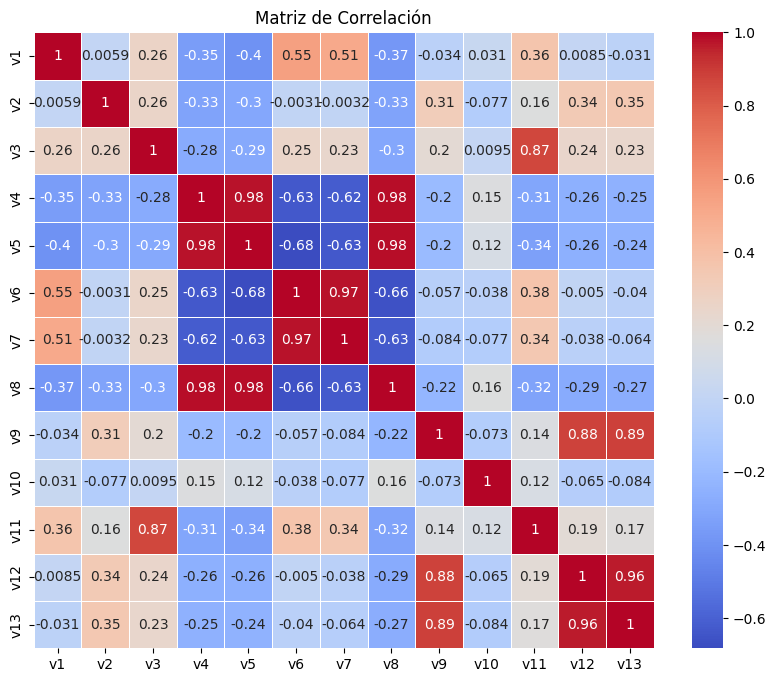 Matriz de Correlación
v1 1 0.0059 0.26 -0.35 -0.4 0.55 0.51 -0.37 -0.034 0.031 0.36 0.0085 -0.031
v2 0.0059 1 0.26 -0.33 -0.3 -0.0031 -0.0032 -0.33 0.31 -0.077 0.16 0.34 0.35
v3 0.26 0.26 1 -0.28 -0.29 0.25 0.23 -0.3 0.2 0.0095 0.87 0.24 0.23
v4 -0.35 -0.33 -0.28 1 0.98 -0.63 -0.62 0.98 -0.2 0.15 -0.31 -0.26 -0.25
v5 -0.4 -0.3 -0.29 0.98 1 -0.68 -0.63 0.98 -0.2 0.12 -0.34 -0.26 -0.24
v6 0.55 -0.0031 0.25 -0.63 -0.68 1 0.97 -0.66 -0.057 -0.038 0.38 -0.005 -0.04
v7 0.51 -0.0032 0.23 -0.62 -0.63 0.97 1 -0.63 -0.084 -0.077 0.34 -0.038 -0.064
v8 -0.37 -0.33 -0.3 0.98 0.98 -0.66 -0.63 1 -0.22 0.16 -0.32 -0.29 -0.27
v9 -0.034 0.31 0.2 -0.2 -0.2 -0.057 -0.084 -0.22 1 -0.073 0.14 0.88 0.89
v10 0.031 -0.077 0.0095 0.15 0.12 -0.038 -0.077 0.16 -0.073 1 0.12 -0.065 -0.084
v11 0.36 0.16 0.87 -0.31 -0.34 0.38 0.34 -0.32 0.14 0.12 1 0.19 0.17
v12 0.0085 0.34 0.24 -0.26 -0.26 -0.005 -0.038 -0.29 0.88 -0.065 0.19 1 0.96
v13 -0.031 0.35 0.23 -0.25 -0.24 -0.04 -0.064 -0.27 0.89 -0.084 0.17 0.96 1
v1 v2 v3 v4 v5 v6 v7 v8 v9 v10 v11 v12 v13
1.0
0.8
0.6
0.4
0.2
0.0
−0.2
−0.4
−0.6